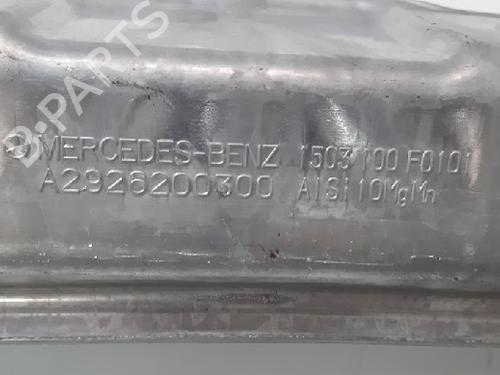 B-PARTS
MERCEDES-BENZ 1503 100 F0101
A2926200300 AlSi10MgMn